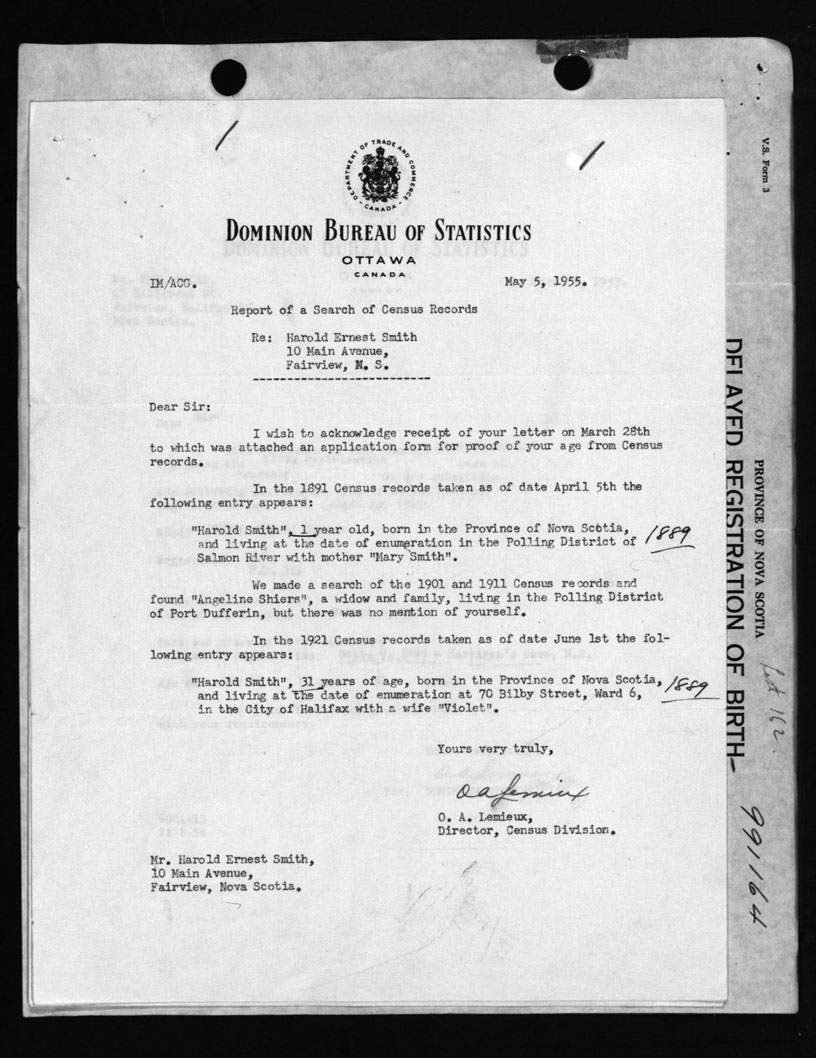 DEPARTMENT OF TRADE AND COMMERCE
- CANADA -
DOMINION BUREAU OF STATISTICS
OTTAWA
CANADA
IM/ACG.
May 5, 1955.
Report of a Search of Census Records
Re: Harold Ernest Smith
10 Main Avenue,
Fairview, N. S.
---------------------------
Dear Sir:
I wish to acknowledge receipt of your letter on March 28th
to which was attached an application form for proof of your age from Census
records.
In the 1891 Census records taken as of date April 5th the
following entry appears:
"Harold Smith", 1 year old, born in the Province of Nova Scotia,
and living at the date of enumeration in the Polling District of
Salmon River with mother "Mary Smith".
1889
We made a search of the 1901 and 1911 Census records and
found "Angeline Shiers", a widow and family, living in the Polling District
of Port Dufferin, but there was no mention of yourself.
In the 1921 Census records taken as of date June 1st the fol-
lowing entry appears:
"Harold Smith", 31 years of age, born in the Province of Nova Scotia,
and living at the date of enumeration at 70 Bilby Street, Ward 6,
in the City of Halifax with a wife "Violet".
1889
Yours very truly,
O A Lemieux
O. A. Lemieux,
Director, Census Division.
Mr. Harold Ernest Smith,
10 Main Avenue,
Fairview, Nova Scotia.
V.S. Form 3
PROVINCE OF NOVA SCOTIA
DELAYED REGISTRATION OF BIRTH-
162.
991164